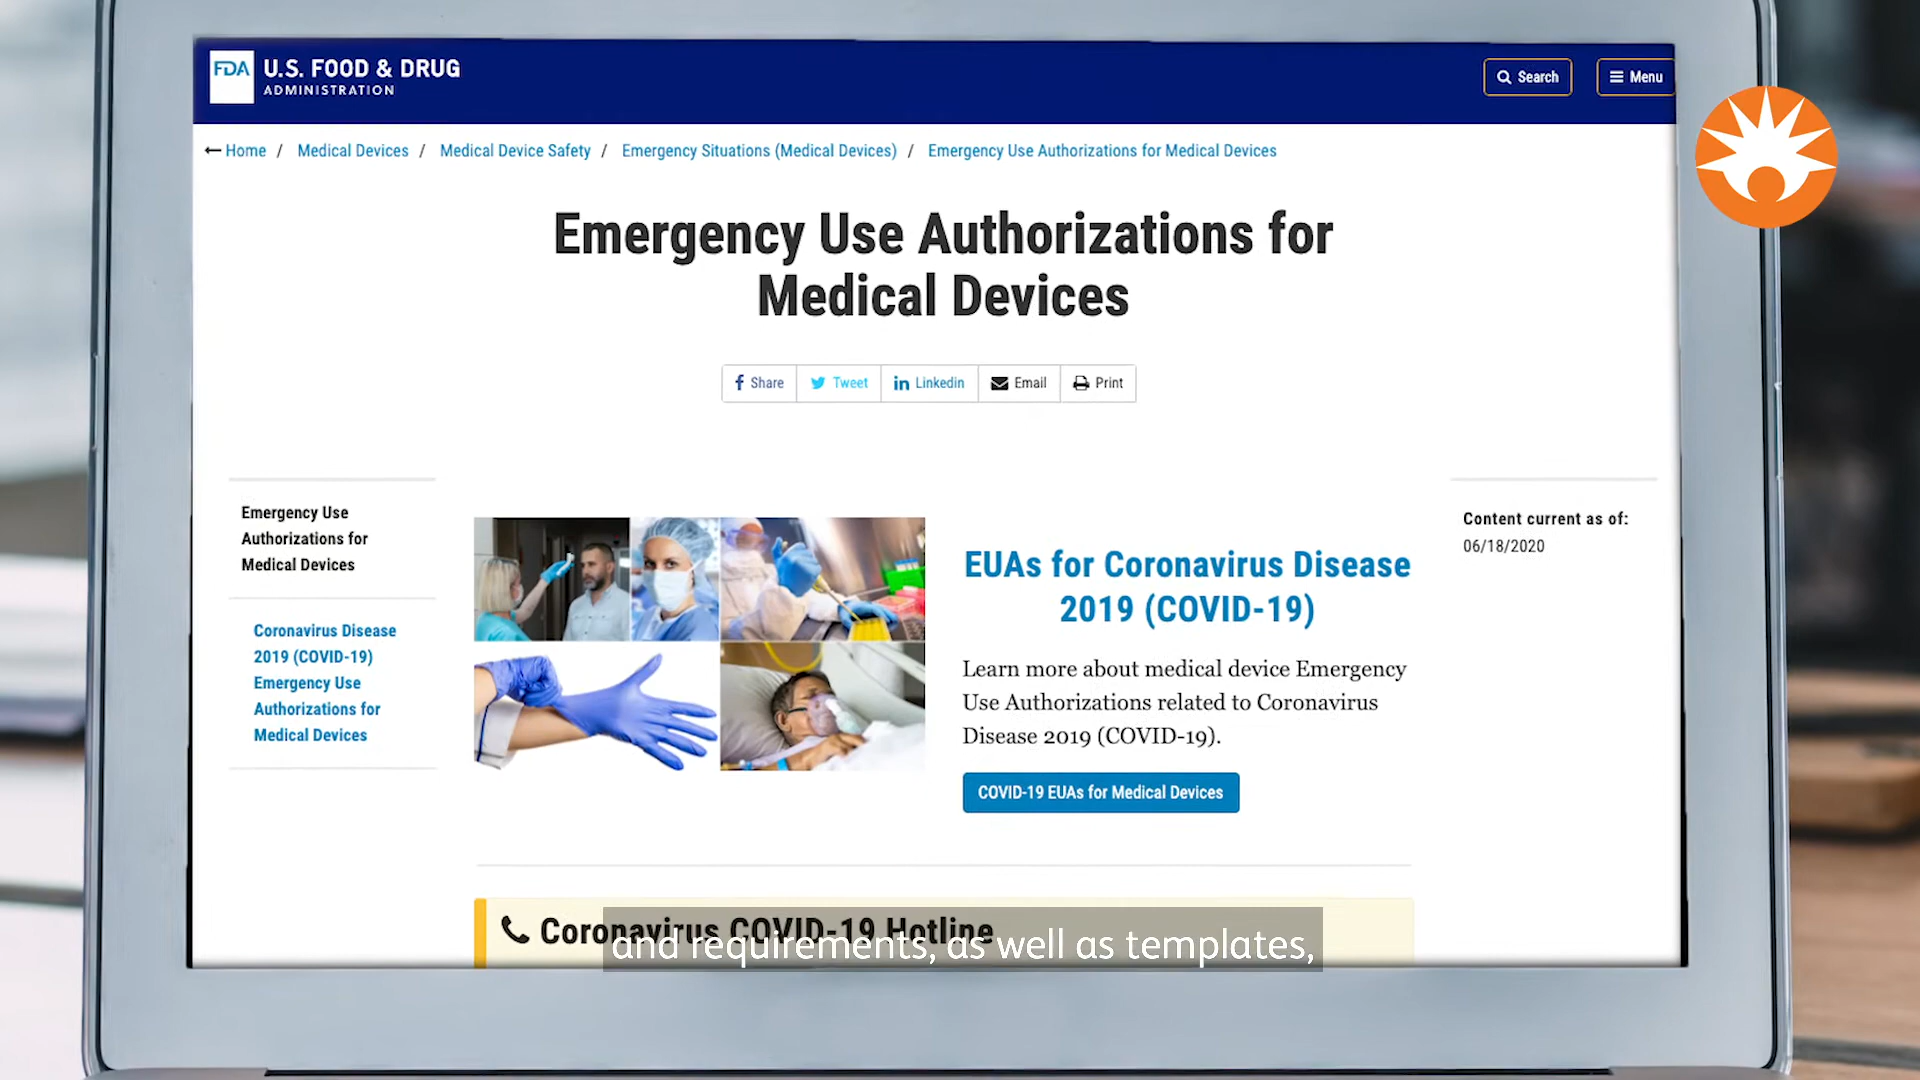 FDA
U.S. FOOD & DRUG
ADMINISTRATION
Search
Menu
Home / Medical Devices / Medical Device Safety / Emergency Situations (Medical Devices) / Emergency Use Authorizations for Medical Devices
Emergency Use Authorizations for
Medical Devices
Share
Tweet
Linkedin
Email
Print
Emergency Use
Authorizations for
Medical Devices
Coronavirus Disease
2019 (COVID-19)
Emergency Use
Authorizations for
Medical Devices
EUAs for Coronavirus Disease
2019 (COVID-19)
Learn more about medical device Emergency
Use Authorizations related to Coronavirus
Disease 2019 (COVID-19).
COVID-19 EUAs for Medical Devices
Content current as of:
06/18/2020
Coronavirus COVID-19 Hotline
and requirements, as well as templates,